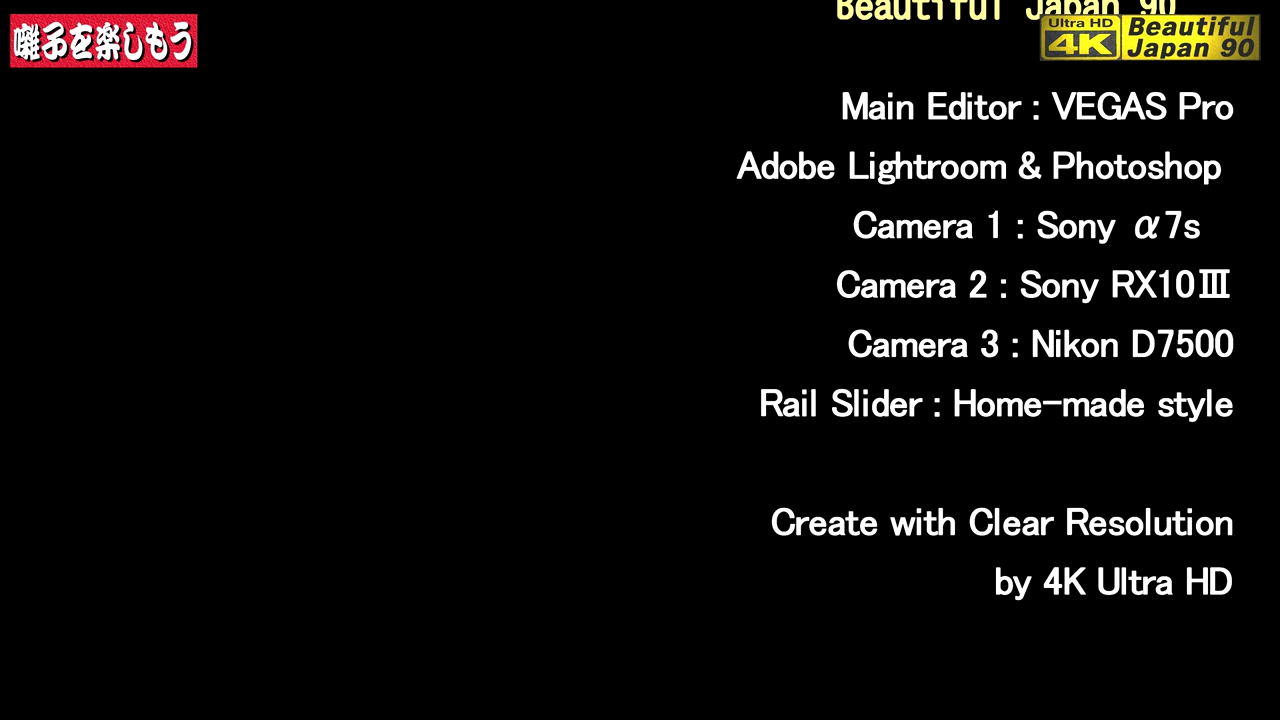 Beautiful Japan 90
囃子を楽しもう
Ultra HD
4K
Beautiful
Japan 90
Main Editor : VEGAS Pro
Adobe Lightroom & Photoshop
Camera 1 : Sony α7s
Camera 2 : Sony RX10Ⅲ
Camera 3 : Nikon D7500
Rail Slider : Home-made style
Create with Clear Resolution
by 4K Ultra HD